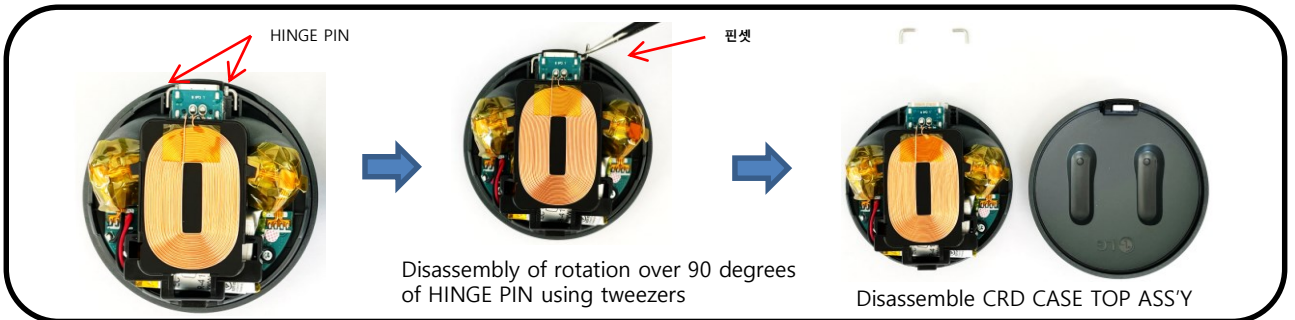 HINGE PIN
핀셋
Disassembly of rotation over 90 degrees
of HINGE PIN using tweezers
Disassemble CRD CASE TOP ASS'Y
LG